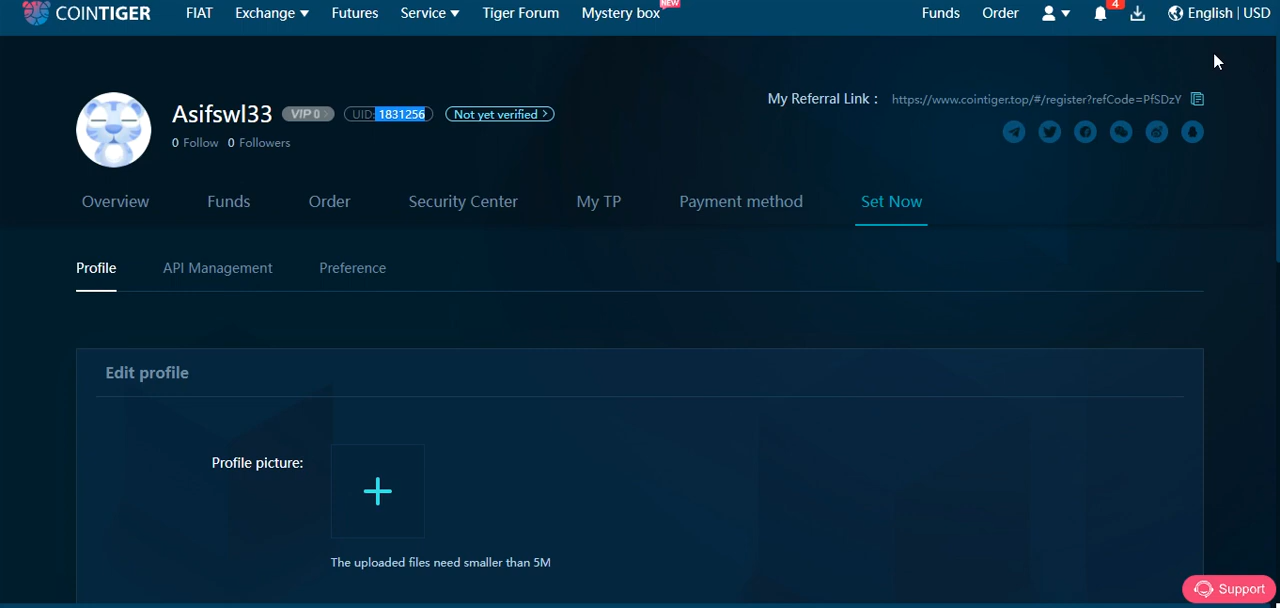 COINTIGER FIAT Exchange Futures Service Tiger Forum Mystery box NEW Funds Order 4 English | USD
Asifswl33 VIP 0 UID: 1831256 Not yet verified
My Referral Link : https://www.cointiger.top/#/register?refCode=PfSDzY
0 Follow 0 Followers
Overview Funds Order Security Center My TP Payment method Set Now
Profile API Management Preference
Edit profile
Profile picture:
The uploaded files need smaller than 5M
Support